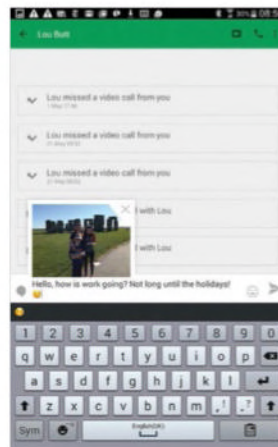 Lou Butt
Lou missed a video call from you
Lou missed a video call from you
Lou missed a video call from you
with Lou
with Lou
Hello, how is work going? Not long until the holidays!
1 2 3 4 5 6 7 8 9 0
q w e r t y u i o p
a s d f g h j k l
z x c v b n m , ! . ?
Sym English(UK)